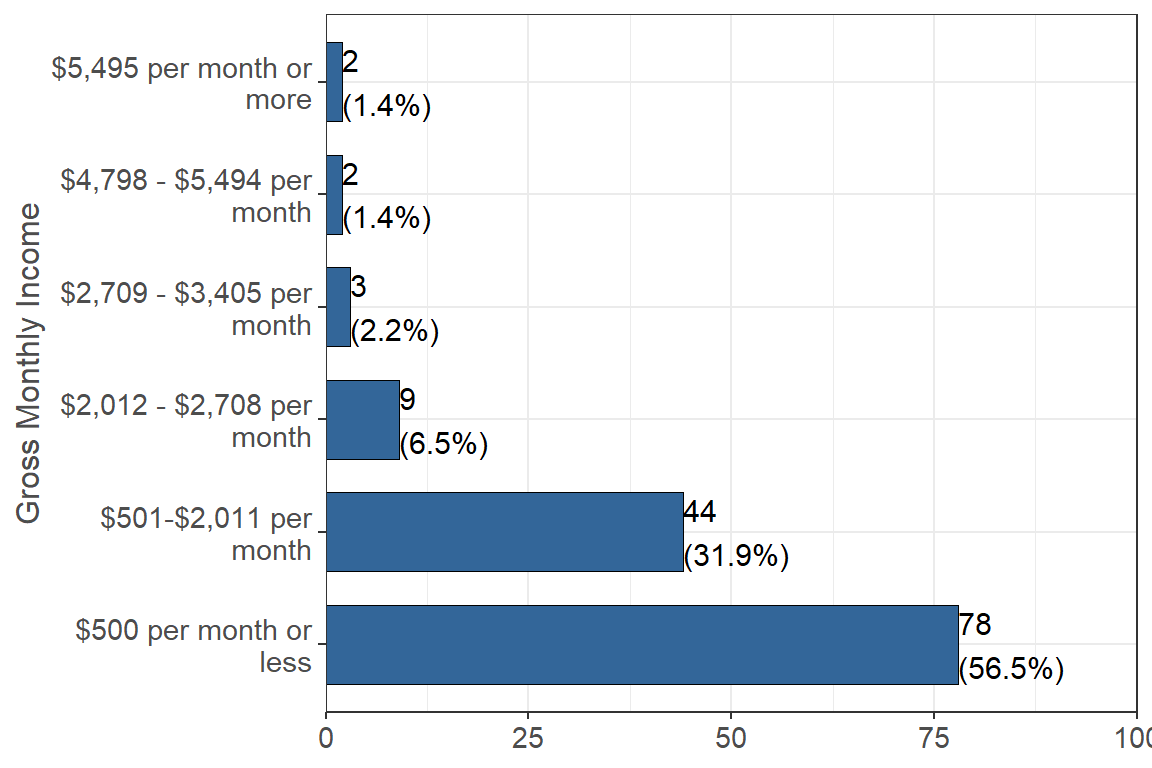 Gross Monthly Income
$5,495 per month or
more
2
(1.4%)
$4,798 - $5,494 per
month
2
(1.4%)
$2,709 - $3,405 per
month
3
(2.2%)
$2,012 - $2,708 per
month
9
(6.5%)
$501-$2,011 per
month
44
(31.9%)
$500 per month or
less
78
(56.5%)
0 25 50 75 100